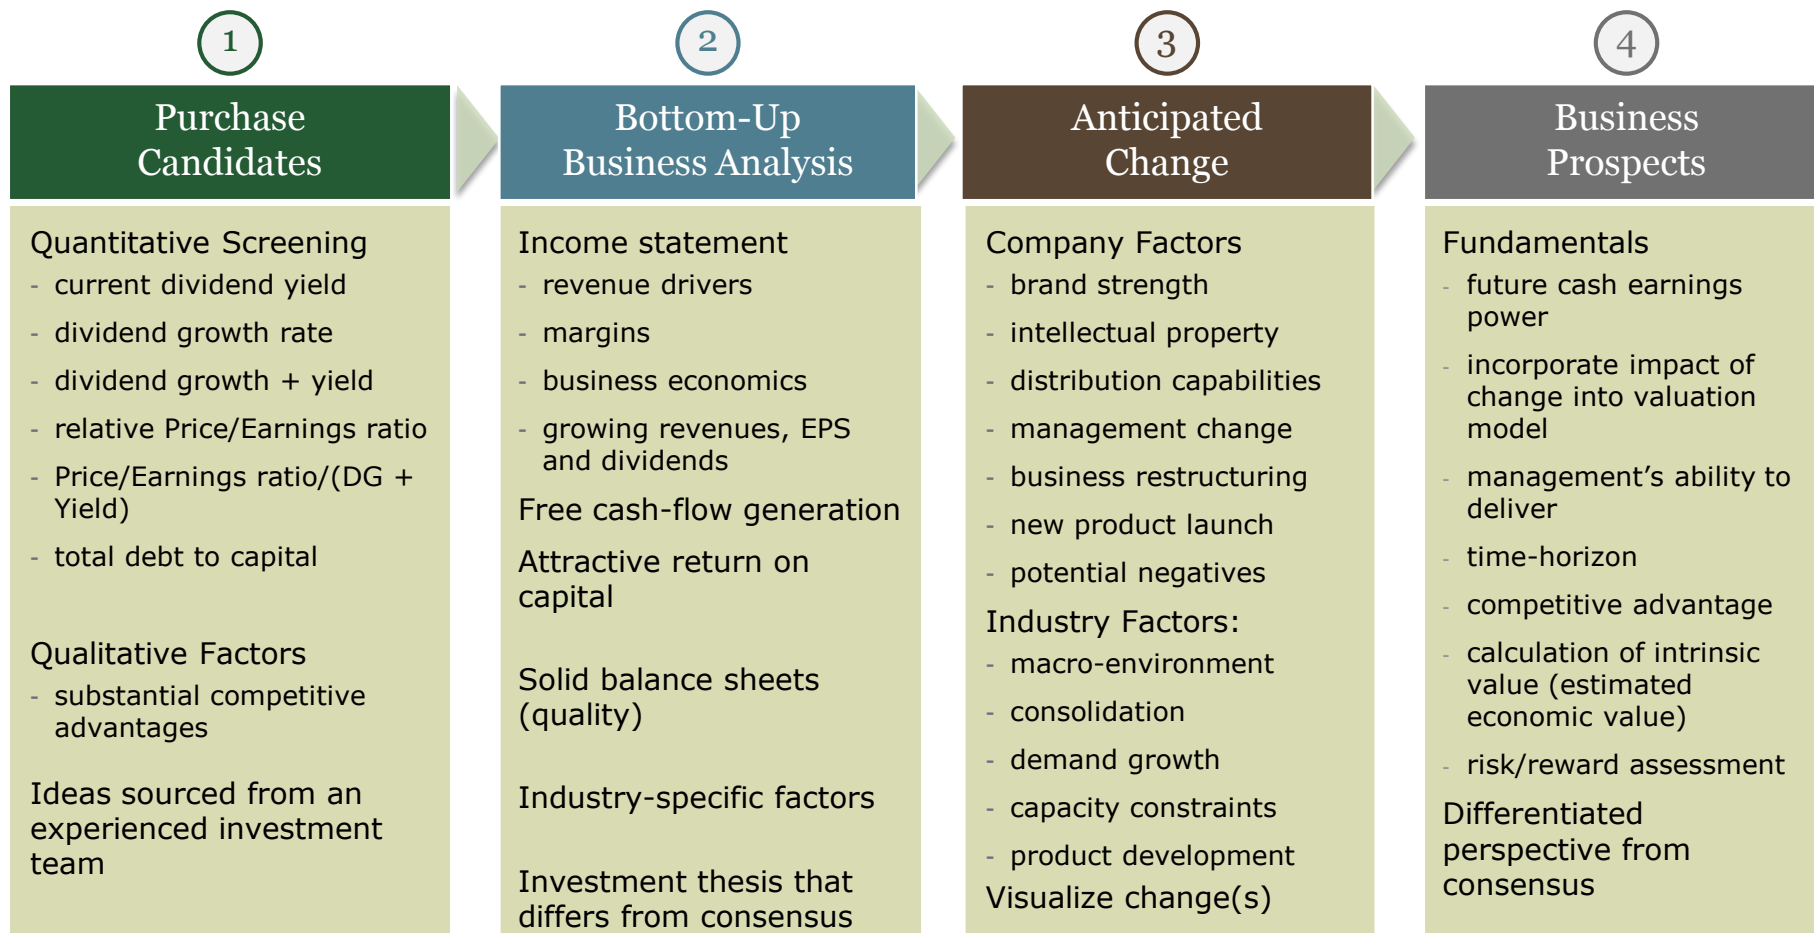 1
Purchase
Candidates
Quantitative Screening
- current dividend yield
- dividend growth rate
- dividend growth + yield
- relative Price/Earnings ratio
- Price/Earnings ratio/(DG +
Yield)
- total debt to capital
Qualitative Factors
- substantial competitive
advantages
Ideas sourced from an
experienced investment
team
2
Bottom-Up
Business Analysis
Income statement
- revenue drivers
- margins
- business economics
- growing revenues, EPS
and dividends
Free cash-flow generation
Attractive return on
capital
Solid balance sheets
(quality)
Industry-specific factors
Investment thesis that
differs from consensus
3
Anticipated
Change
Company Factors
- brand strength
- intellectual property
- distribution capabilities
- management change
- business restructuring
- new product launch
- potential negatives
Industry Factors:
- macro-environment
- consolidation
- demand growth
- capacity constraints
- product development
Visualize change(s)
4
Business
Prospects
Fundamentals
- future cash earnings
power
- incorporate impact of
change into valuation
model
- management’s ability to
deliver
- time-horizon
- competitive advantage
- calculation of intrinsic
value (estimated
economic value)
- risk/reward assessment
Differentiated
perspective from
consensus